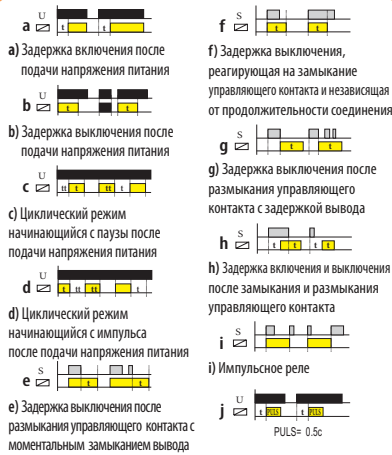 U
a
t
t
a) Задержка включения после
подачи напряжения питания
U
b
t
t
b) Задержка выключения после
подачи напряжения питания
U
c
tt t tt t
c) Циклический режим
начинающийся с паузы после
подачи напряжения питания
U
d
t tt tt t
d) Циклический режим
начинающийся с импульса
после подачи напряжения питания
S
e
t
t
e) Задержка выключения после
размыкания управляющего контакта с
моментальным замыканием вывода
S
f
t
t
f) Задержка выключения,
реагирующая на замыкание
управляющего контакта и независящая
от продолжительности соединения
S
g
t
t
g) Задержка выключения после
размыкания управляющего
контакта с задержкой вывода
S
h
t t t t
h) Задержка включения и выключения
после замыкания и размыкания
управляющего контакта
S
i
i) Импульсное реле
U
j
t PULS t PULS
PULS= 0.5c